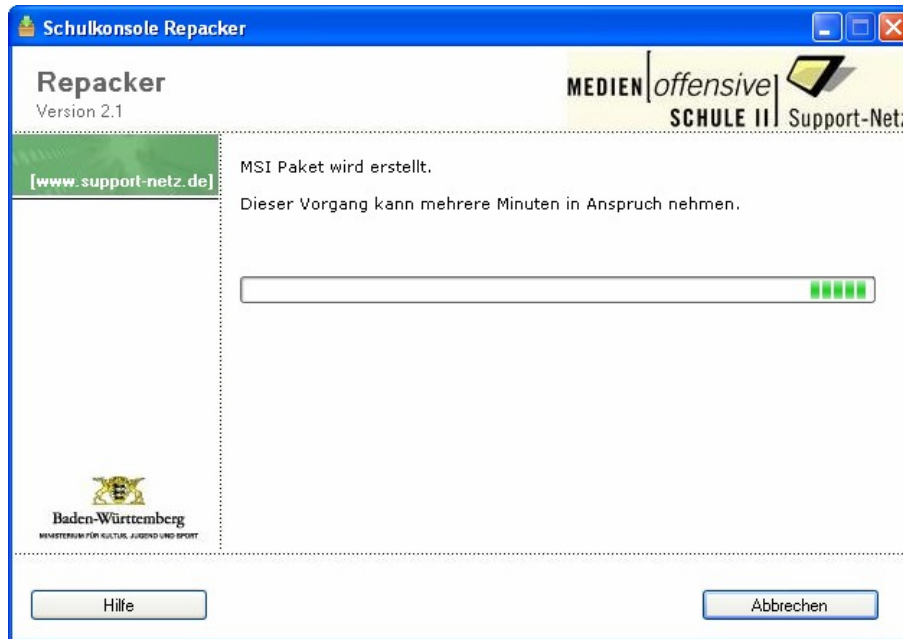 Schulkonsole Repacker
Repacker
Version 2.1
MEDIEN offensive
SCHULE II Support-Netz
[www.support-netz.de]
MSI Paket wird erstellt.
Dieser Vorgang kann mehrere Minuten in Anspruch nehmen.
Baden-Württemberg
MINISTERIUM FÜR KULTUS, JUGEND UND SPORT
Hilfe
Abbrechen